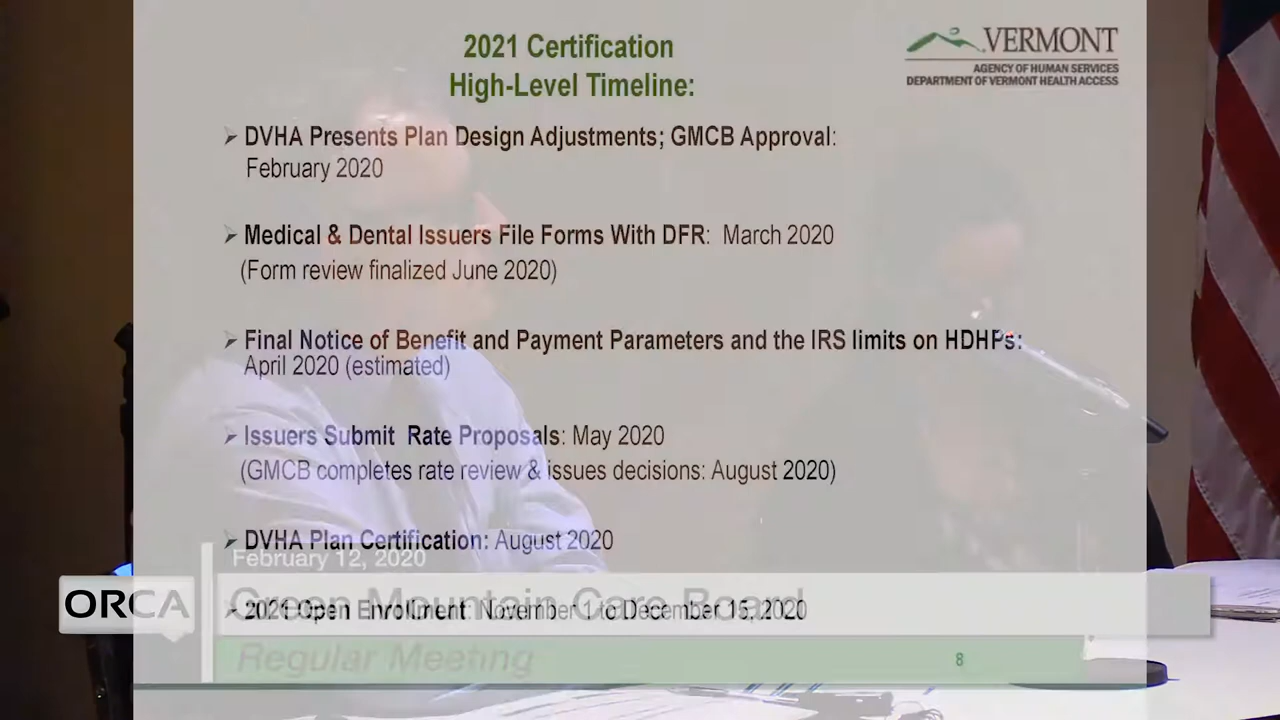 2021 Certification
High-Level Timeline:
VERMONT
AGENCY OF HUMAN SERVICES
DEPARTMENT OF VERMONT HEALTH ACCESS
➢ DVHA Presents Plan Design Adjustments; GMCB Approval:
February 2020
➢ Medical & Dental Issuers File Forms With DFR: March 2020
(Form review finalized June 2020)
➢ Final Notice of Benefit and Payment Parameters and the IRS limits on HDHPs:
April 2020 (estimated)
➢ Issuers Submit Rate Proposals: May 2020
(GMCB completes rate review & issues decisions: August 2020)
➢ DVHA Plan Certification: August 2020
February 12, 2020
ORCA
Green Mountain Care Board
➢ 2021 Open Enrollment: November 1 to December 15, 2020
Regular Meeting
8